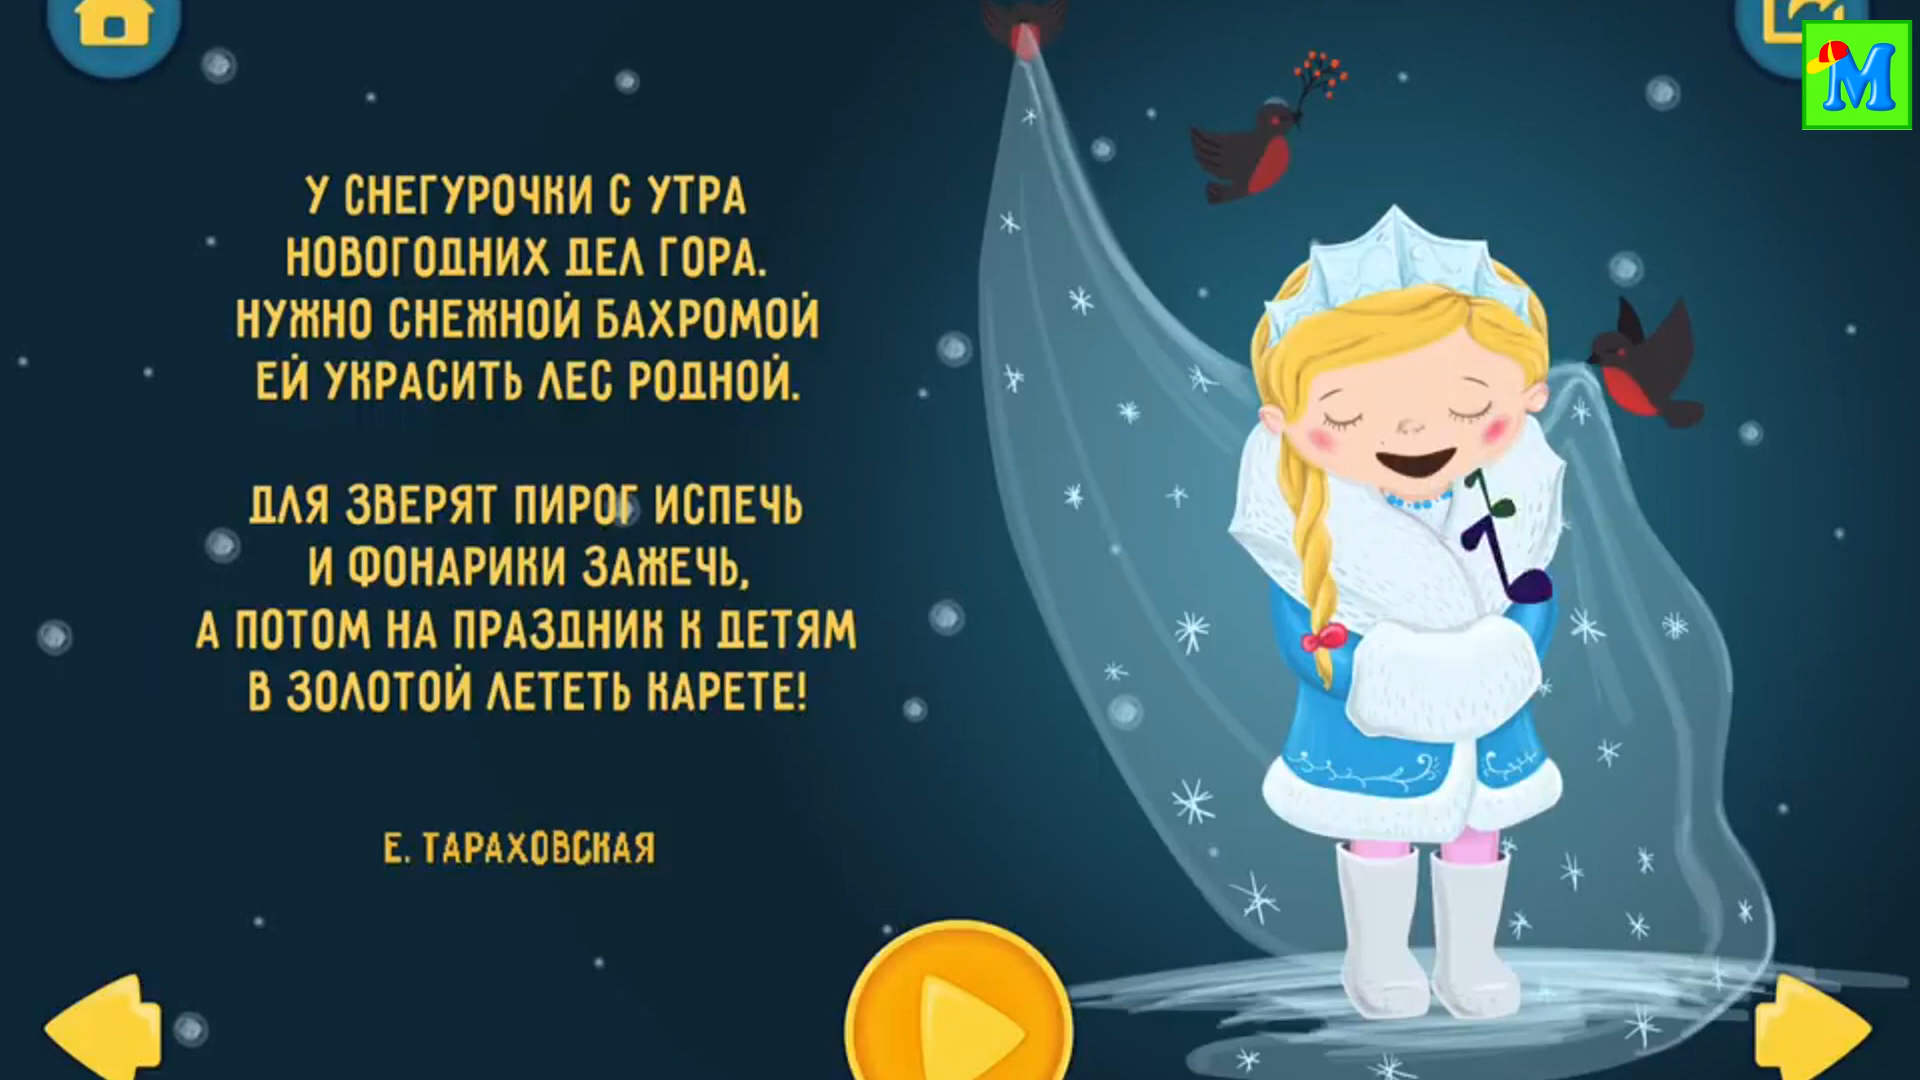 У СНЕГУРОЧКИ С УТРА
НОВОГОДНИХ ДЕЛ ГОРА.
НУЖНО СНЕЖНОЙ БАХРОМОЙ
ЕЙ УКРАСИТЬ ЛЕС РОДНОЙ.
ДЛЯ ЗВЕРЯТ ПИРОГ ИСПЕЧЬ
И ФОНАРИКИ ЗАЖЕЧЬ,
А ПОТОМ НА ПРАЗДНИК К ДЕТЯМ
В ЗОЛОТОЙ ЛЕТЕТЬ КАРЕТЕ!
Е. ТАРАХОВСКАЯ
М